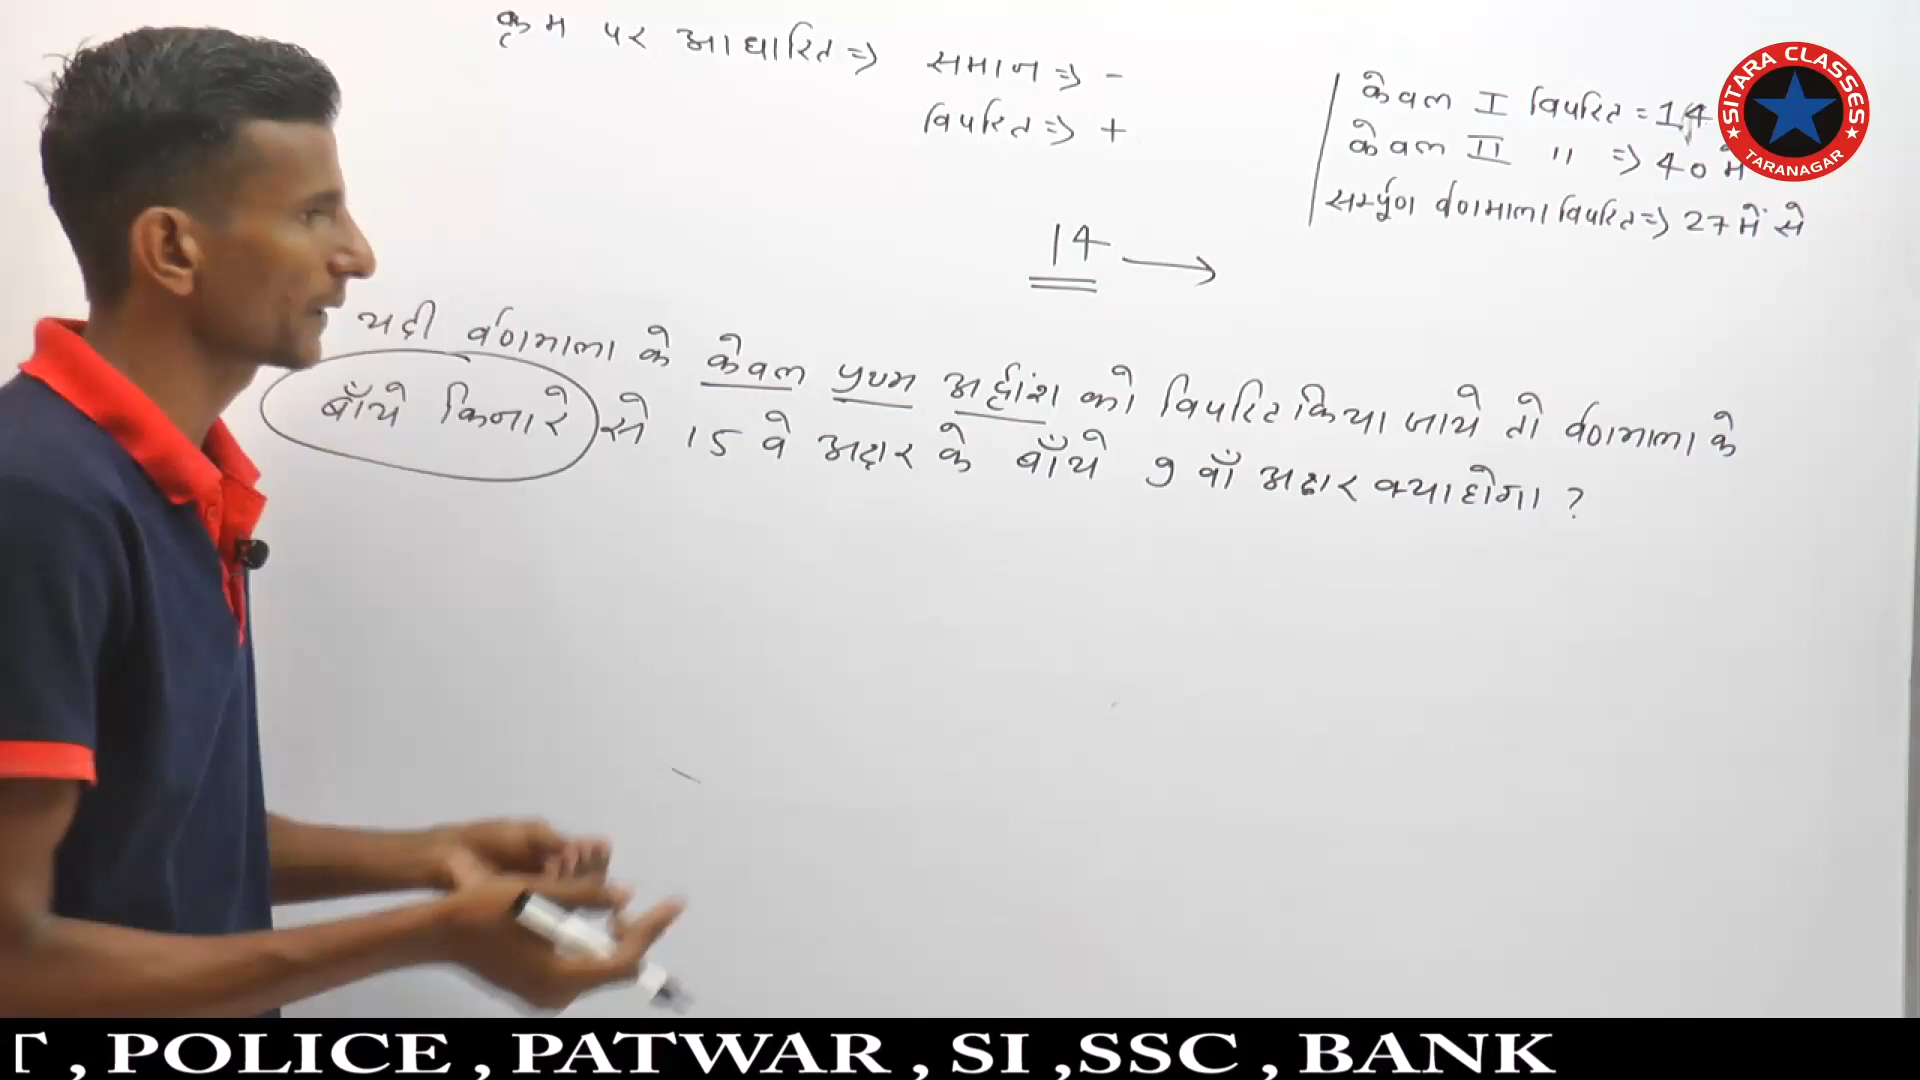 क्रम पर आधारित => समान => -
विपरित => +
केवल I विपरित = 14
केवल II " => 40 में
सम्पूर्ण वर्णमाला विपरित => 27 में से
14 →
यदी वर्णमाला के केवल प्रथम अर्द्धांश को विपरित किया जाये तो वर्णमाला के
बाँये किनारे से 15 वे अक्षर के बाँये 9 वाँ अक्षर क्या होगा ?
SITARA CLASSES
TARANAGAR
, POLICE , PATWAR , SI ,SSC , BANK